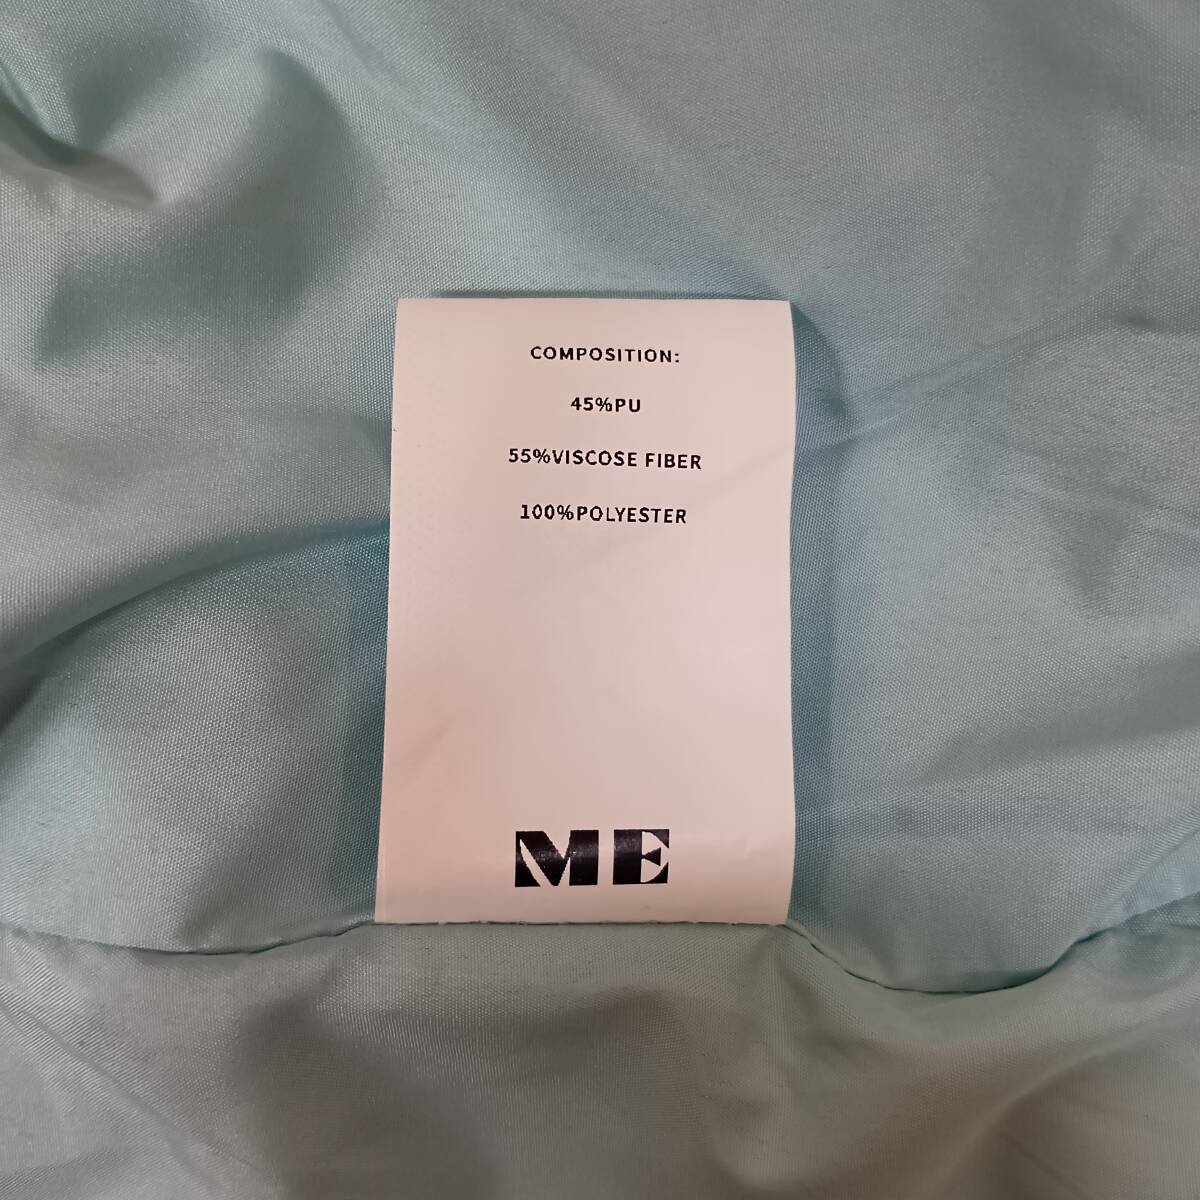 COMPOSITION:
45%PU
55%VISCOSE FIBER
100%POLYESTER
ME